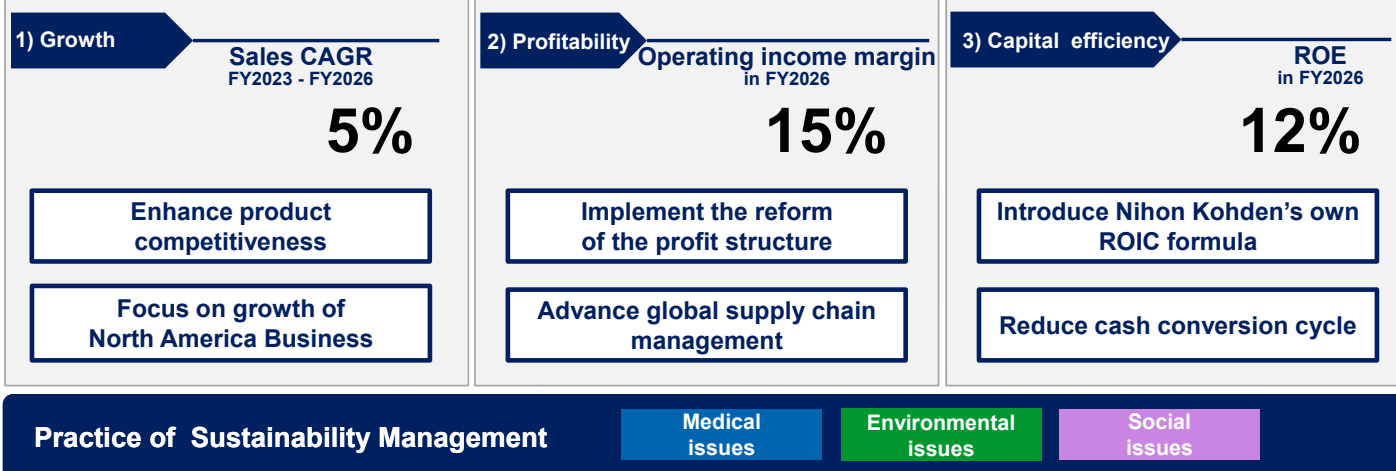 1) Growth
Sales CAGR
FY2023 - FY2026
5%
Enhance product
competitiveness
Focus on growth of
North America Business
2) Profitability
Operating income margin
in FY2026
15%
Implement the reform
of the profit structure
Advance global supply chain
management
3) Capital efficiency
ROE
in FY2026
12%
Introduce Nihon Kohden’s own
ROIC formula
Reduce cash conversion cycle
Practice of Sustainability Management
Medical
issues
Environmental
issues
Social
issues